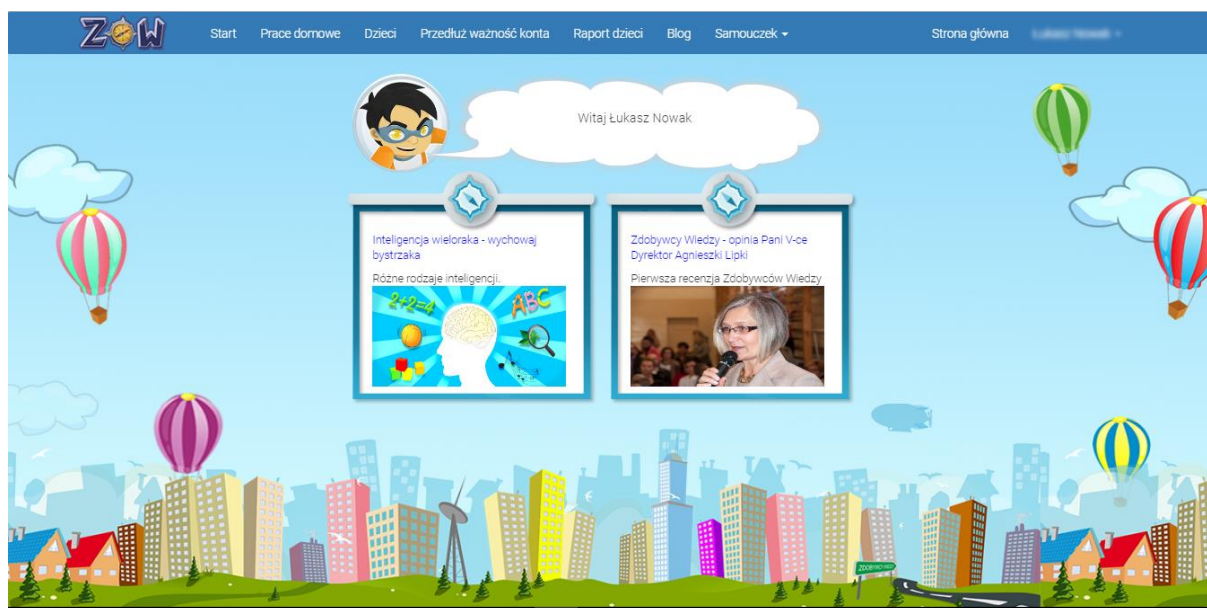 ZOW
Start Prace domowe Dzieci Przedłuż ważność konta Raport dzieci Blog Samouczek Strona główna
Witaj Łukasz Nowak
Inteligencja wieloraka - wychowaj
bystrzaka
Różne rodzaje inteligencji.
2+2=4
ABC
Zdobywcy Wiedzy - opinia Pani V-ce
Dyrektor Agnieszki Lipki
Pierwsza recenzja Zdobywców Wiedzy
ZDOBYWCY WIEDZY